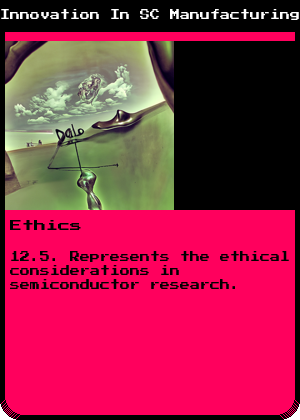 Innovation In SC Manufacturing
Dalo
Ethics
12.5. Represents the ethical
considerations in
semiconductor research.